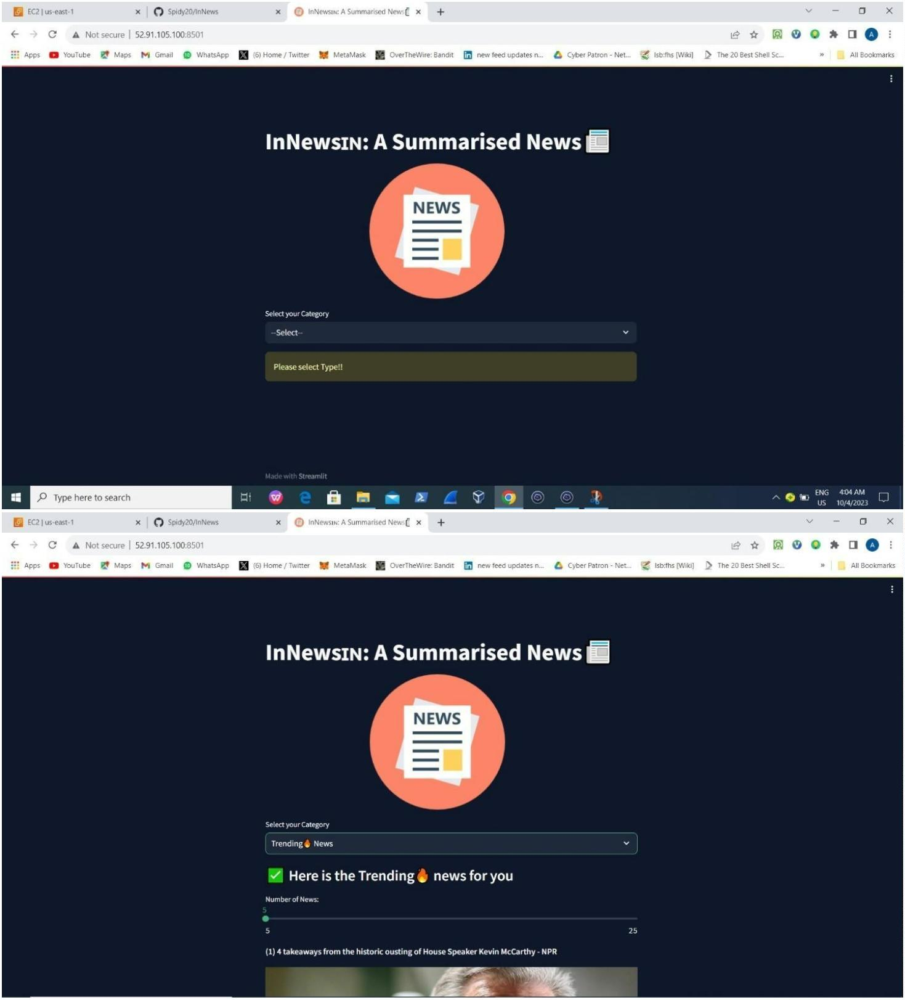 EC2 | us-east-1
Spidy20/InNews
InNewsɪɴ: A Summarised News
Not secure | 52.91.105.100:8501
Apps YouTube Maps Gmail WhatsApp (6) Home / Twitter MetaMask OverTheWire: Bandit new feed updates n... Cyber Patron - Net... lsb:fhs [Wiki] The 20 Best Shell Sc... » All Bookmarks
InNewsɪɴ: A Summarised News
NEWS
Select your Category
--Select--
Please select Type!!
Made with Streamlit
Type here to search
ENG
US
4:04 AM
10/4/2023
EC2 | us-east-1
Spidy20/InNews
InNewsɪɴ: A Summarised News
Not secure | 52.91.105.100:8501
Apps YouTube Maps Gmail WhatsApp (6) Home / Twitter MetaMask OverTheWire: Bandit new feed updates n... Cyber Patron - Net... lsb:fhs [Wiki] The 20 Best Shell Sc... » All Bookmarks
InNewsɪɴ: A Summarised News
NEWS
Select your Category
Trending🔥 News
✅ Here is the Trending🔥 news for you
Number of News:
5
5 25
(1) 4 takeaways from the historic ousting of House Speaker Kevin McCarthy - NPR